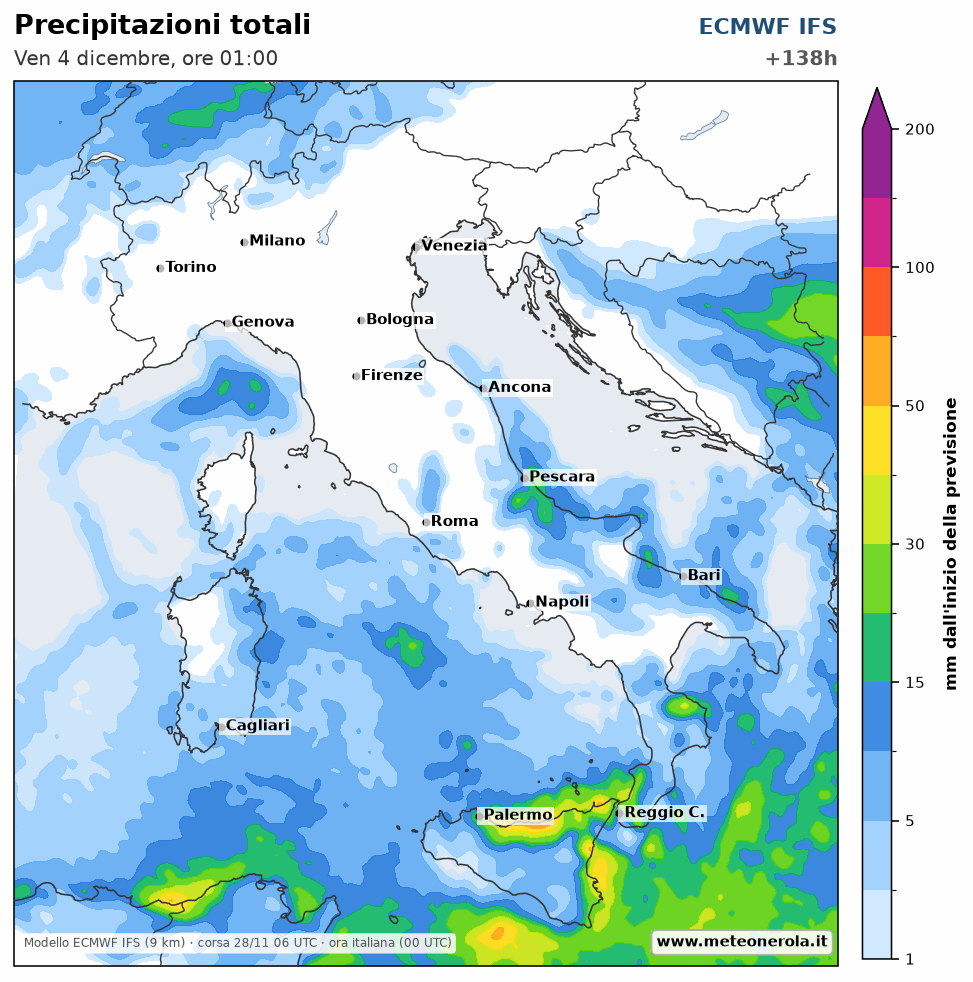 Precipitazioni totali
ECMWF IFS
Ven 4 dicembre, ore 01:00
+138h
200
100
50
30
15
5
1
mm dall'inizio della previsione
Milano
Venezia
Torino
Genova
Bologna
Firenze
Ancona
Pescara
Roma
Bari
Napoli
Cagliari
Palermo
Reggio C.
Modello ECMWF IFS (9 km) · corsa 28/11 06 UTC · ora italiana (00 UTC)
www.meteonerola.it